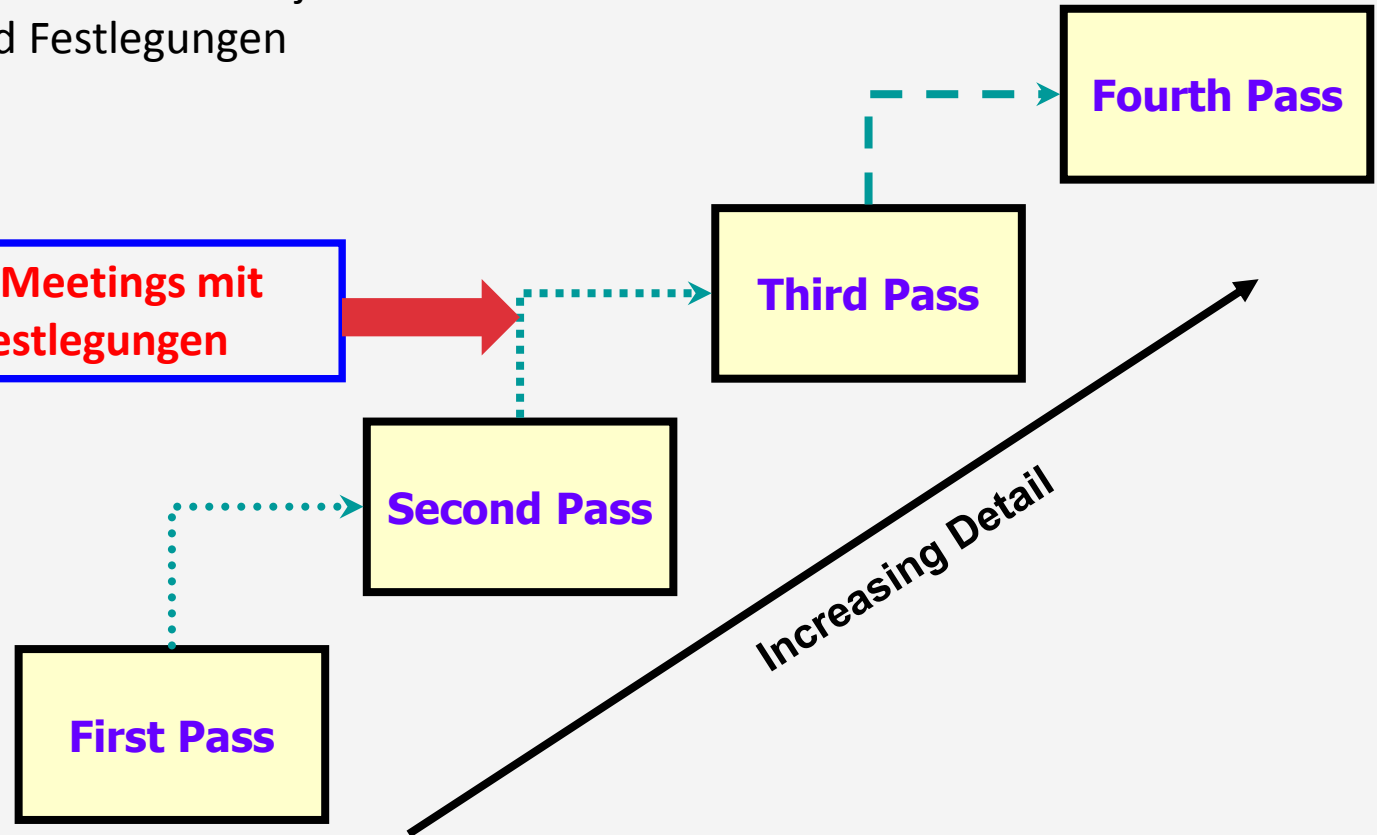 d Festlegungen
Fourth Pass
Meetings mit
estlegungen
Third Pass
Second Pass
Increasing Detail
First Pass